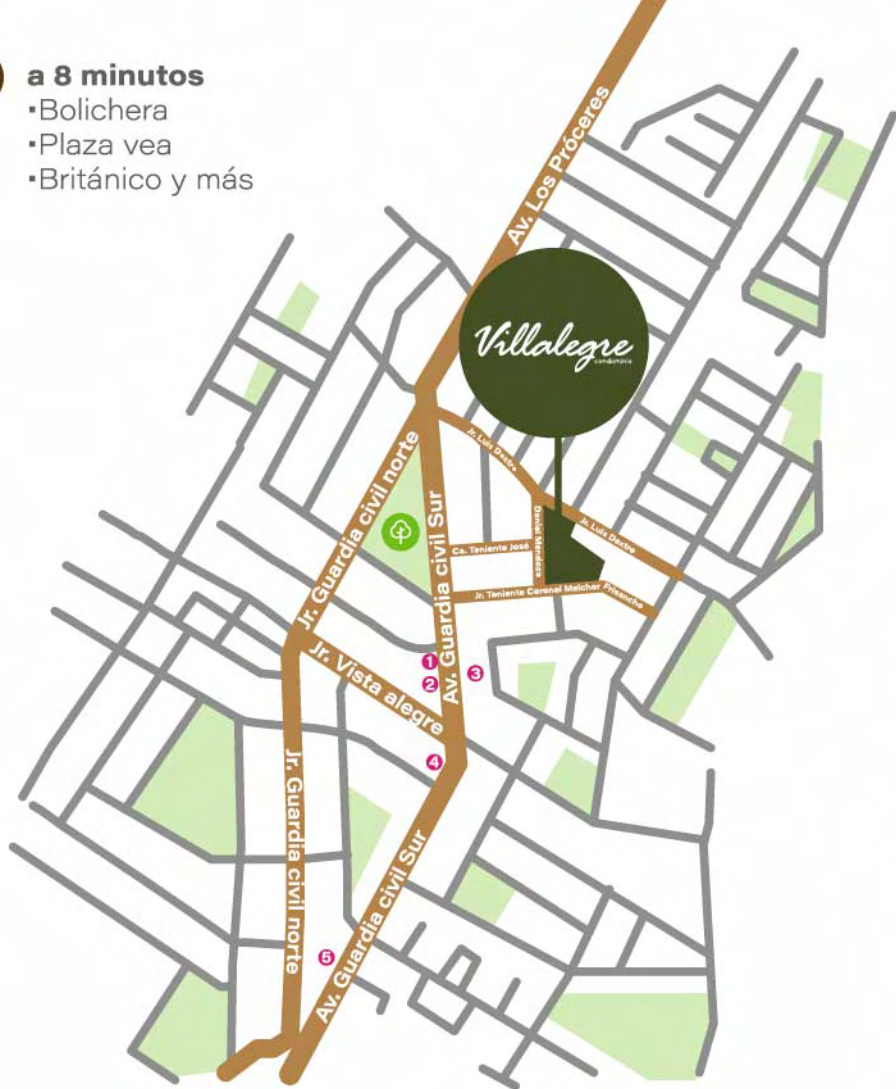 a 8 minutos
▪Bolichera
▪Plaza vea
▪Británico y más
Av. Los Próceres
Villalegre
condominio
Jr. Luis Dextre
Jr. Guardia civil norte
Av. Guardia civil Sur
Daniel Mendoza
Jr. Luis Dextre
Ca. Teniente José
Jr. Teniente Coronel Melchor Frisancho
Jr. Vista alegre
1
2
3
4
Jr. Guardia civil norte
Av. Guardia civil Sur
5